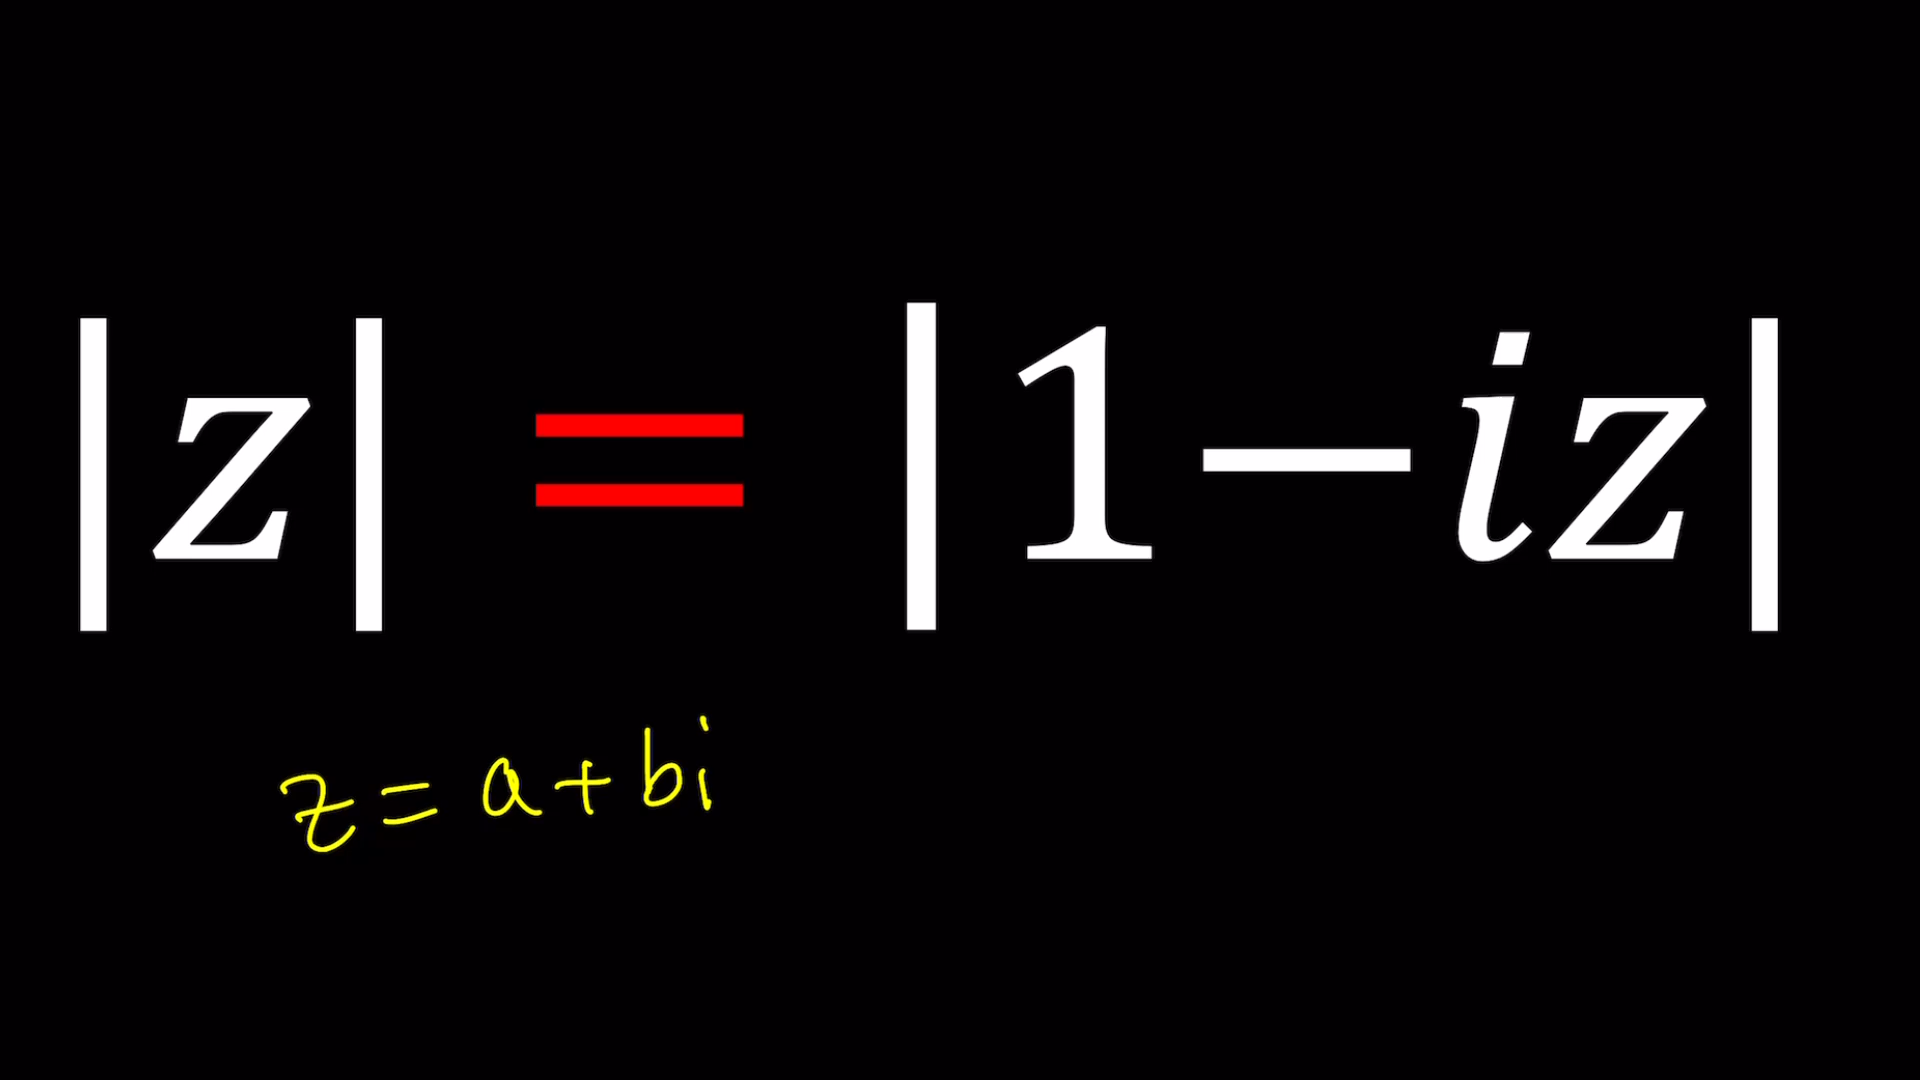 |z| = |1−iz|
z = a + bi